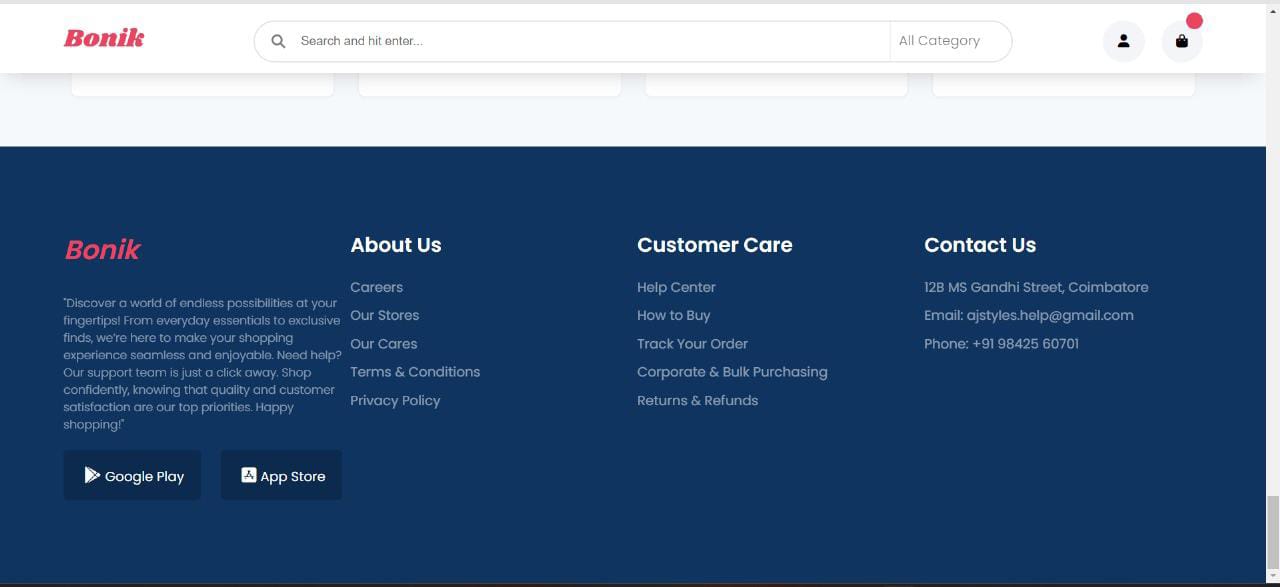 Bonik
Search and hit enter...
All Category
Bonik
"Discover a world of endless possibilities at your
fingertips! From everyday essentials to exclusive
finds, we're here to make your shopping
experience seamless and enjoyable. Need help?
Our support team is just a click away. Shop
confidently, knowing that quality and customer
satisfaction are our top priorities. Happy
shopping!"
Google Play
App Store
About Us
Careers
Our Stores
Our Cares
Terms & Conditions
Privacy Policy
Customer Care
Help Center
How to Buy
Track Your Order
Corporate & Bulk Purchasing
Returns & Refunds
Contact Us
12B MS Gandhi Street, Coimbatore
Email: ajstyles.help@gmail.com
Phone: +91 98425 60701